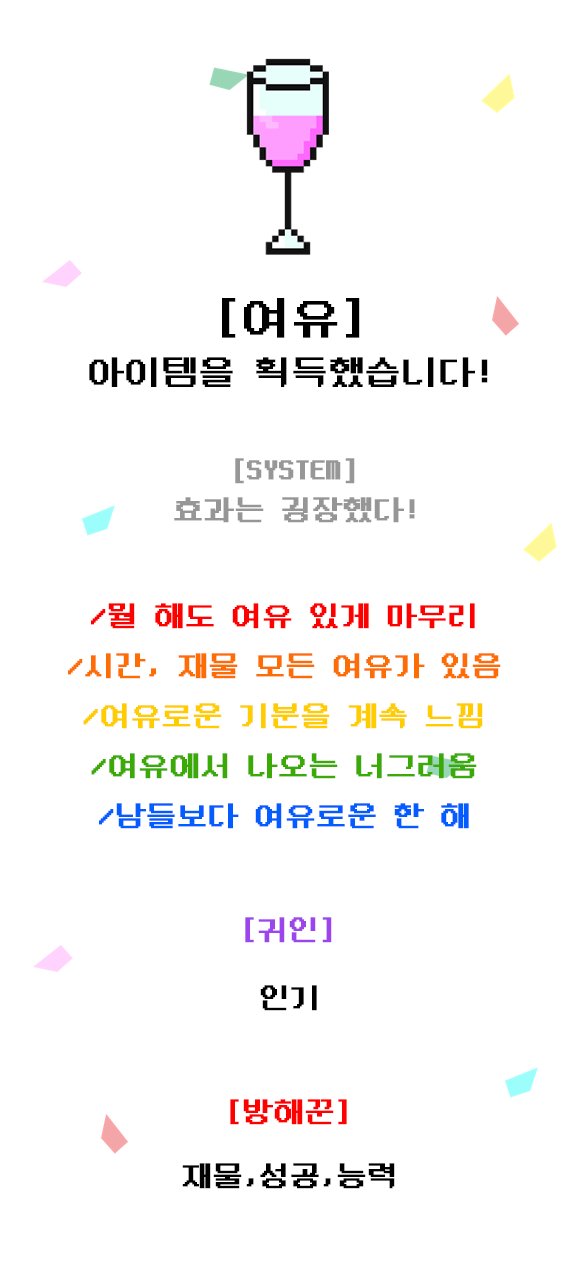 [여유]
아이템을 획득했습니다!
[SYSTEM]
효과는 굉장했다!
/뭘 해도 여유 있게 마무리
/시간, 재물 모든 여유가 있음
/여유로운 기분을 계속 느낌
/여유에서 나오는 너그러움
/남들보다 여유로운 한 해
[귀인]
인기
[방해꾼]
재물,성공,능력